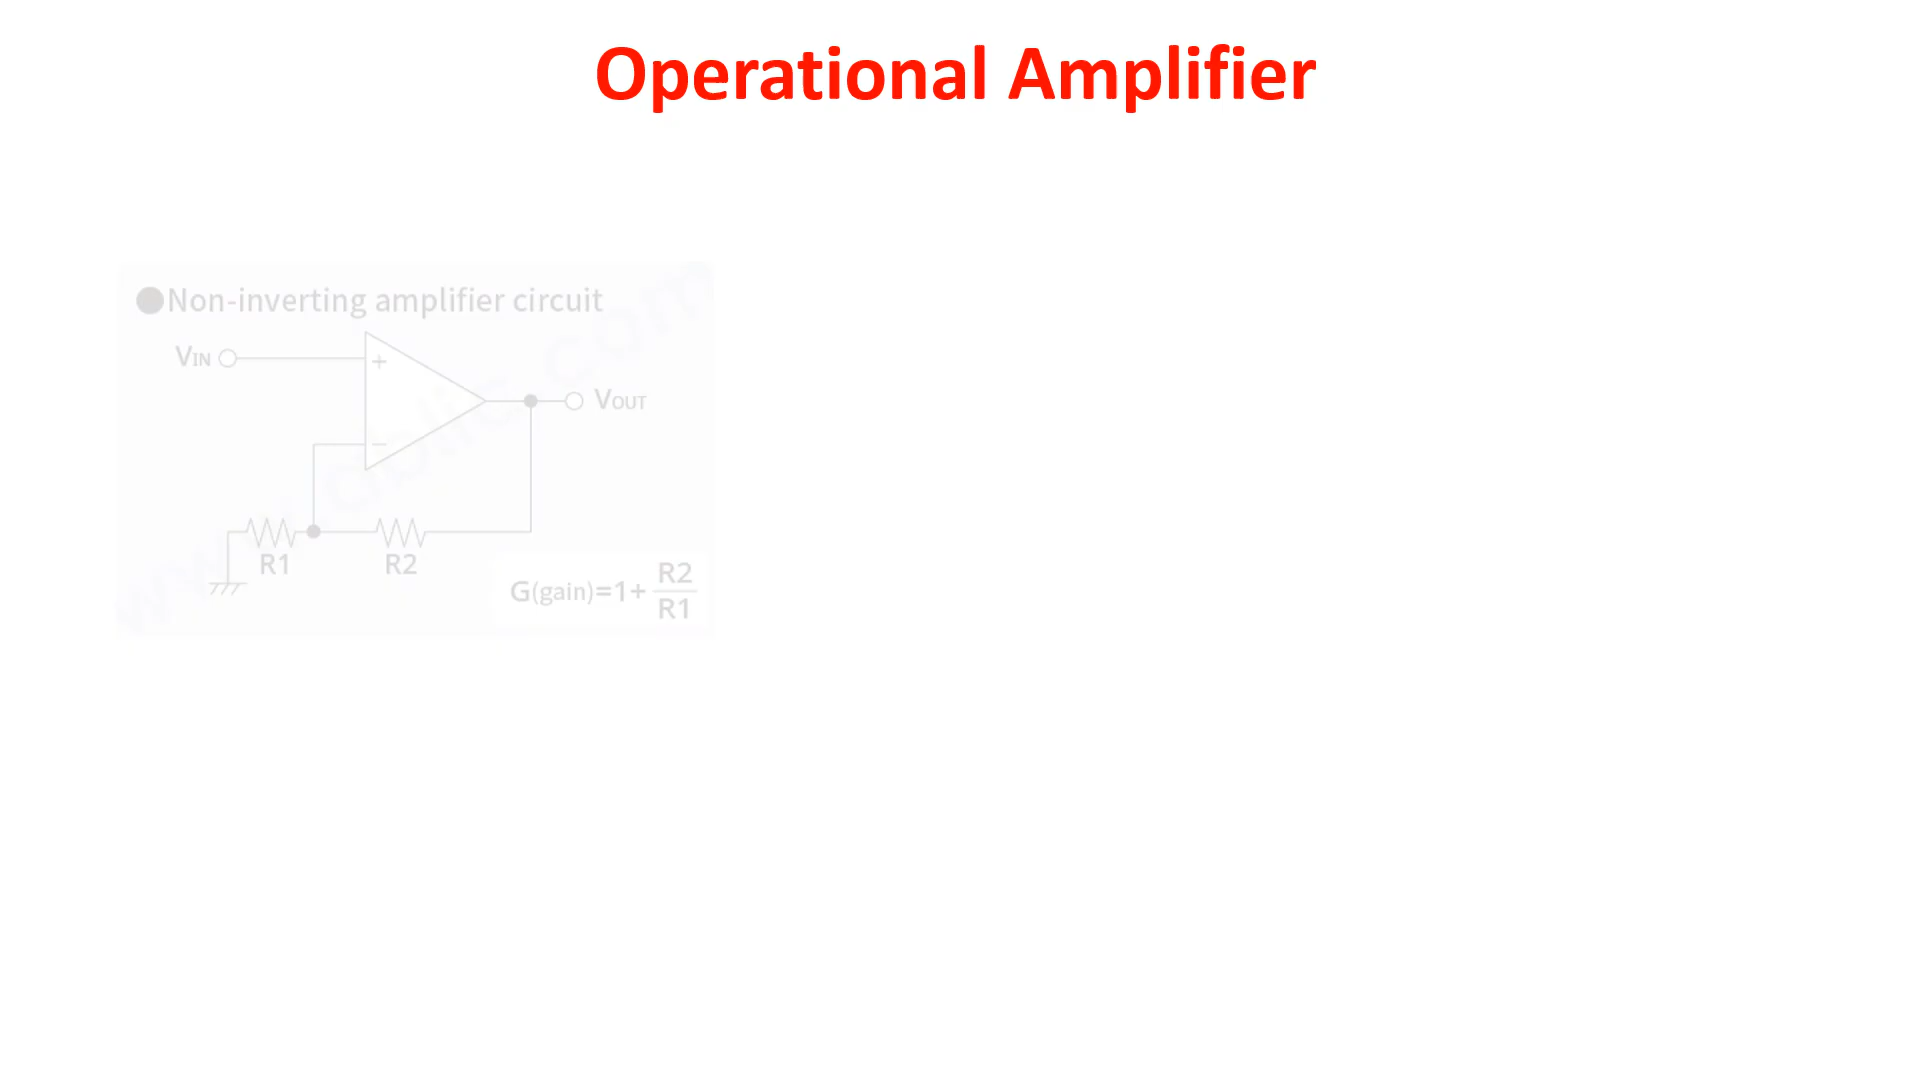 Operational Amplifier
●Non-inverting amplifier circuit
VIN
+
VOUT
−
R1
R2
G(gain)=1+R2/R1